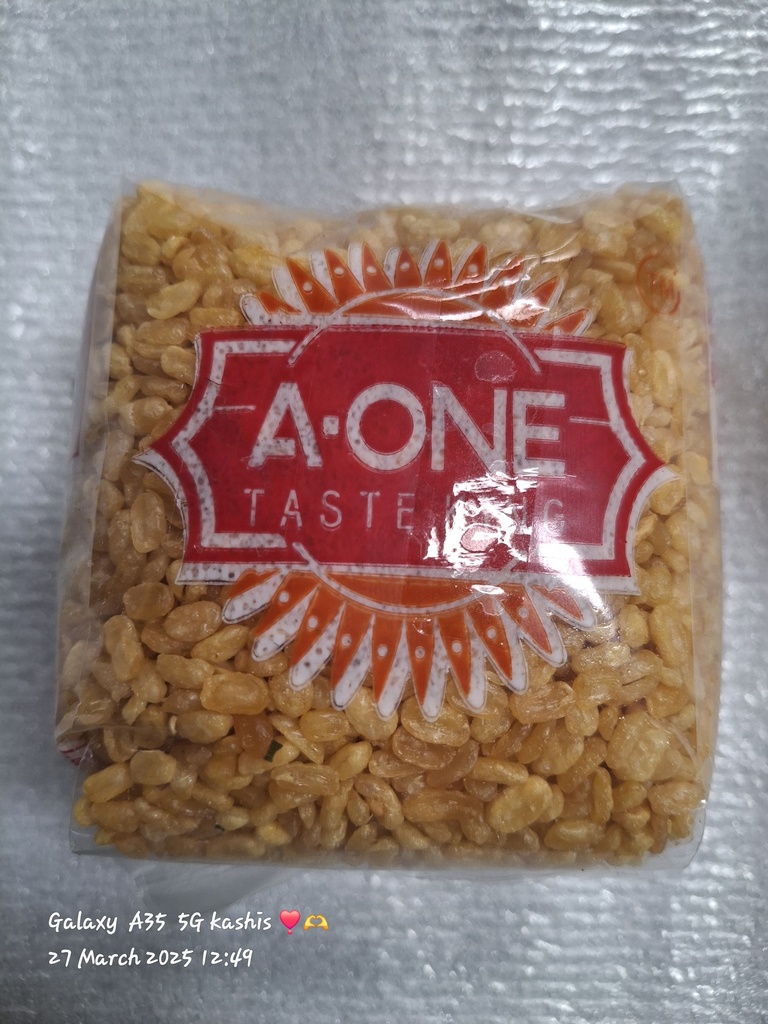 A·ONE
TASTE
Galaxy A35 5G kashis ❤️🫶
27 March 2025 12:49